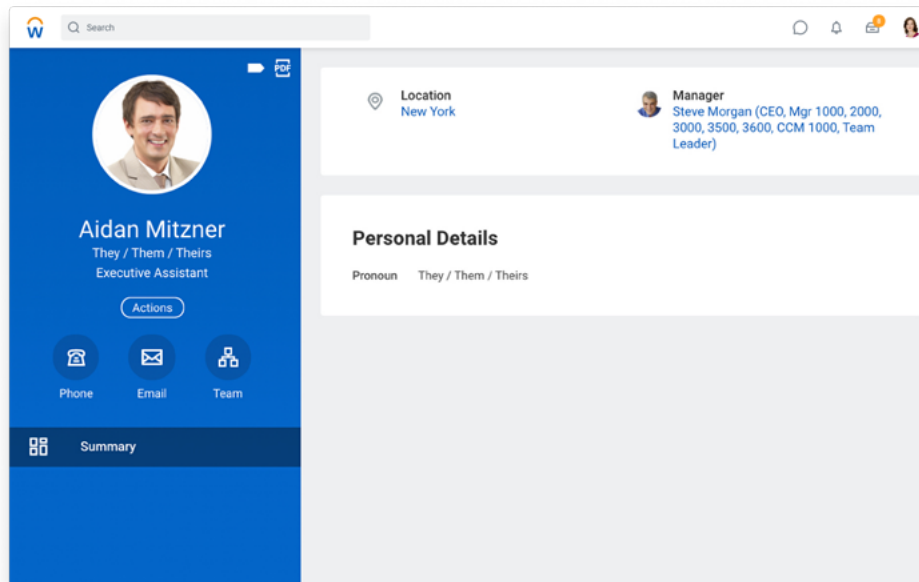 w
Search
8
PDF
Aidan Mitzner
They / Them / Theirs
Executive Assistant
Actions
Phone
Email
Team
Summary
Location
New York
Manager
Steve Morgan (CEO, Mgr 1000, 2000,
3000, 3500, 3600, CCM 1000, Team
Leader)
Personal Details
Pronoun They / Them / Theirs